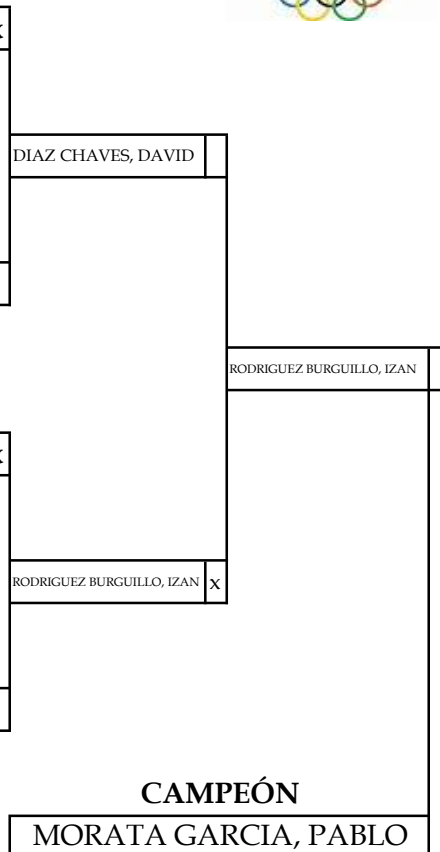 x
DIAZ CHAVES, DAVID
RODRIGUEZ BURGUILLO, IZAN
x
RODRIGUEZ BURGUILLO, IZAN x
CAMPEÓN
MORATA GARCIA, PABLO